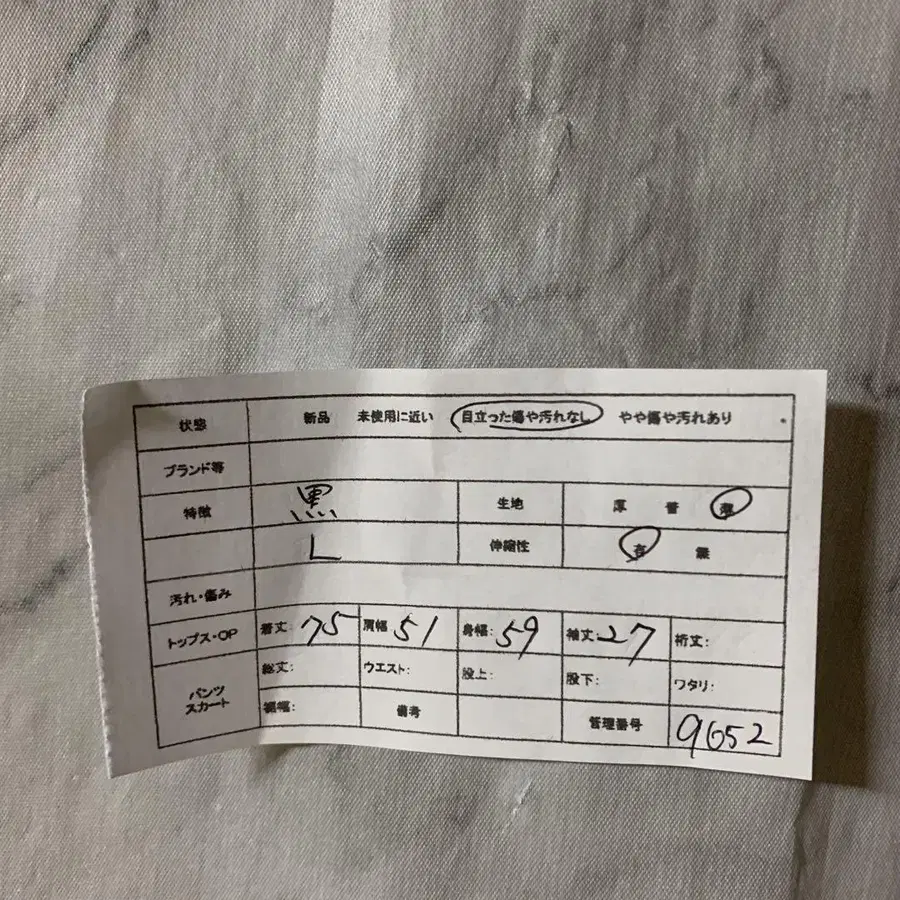 状態 新品 未使用に近い 目立った傷や汚れなし やや傷や汚れあり
ブランド等
特徴 黒 生地 厚 普 薄
L 伸縮性 有 無
汚れ・傷み
トップス・OP 着丈: 75 肩幅 51 身幅: 59 袖丈: 27 裄丈:
パンツ スカート 総丈: ウエスト: 股上: 股下: ワタリ:
裾幅: 備考 管理番号 9652